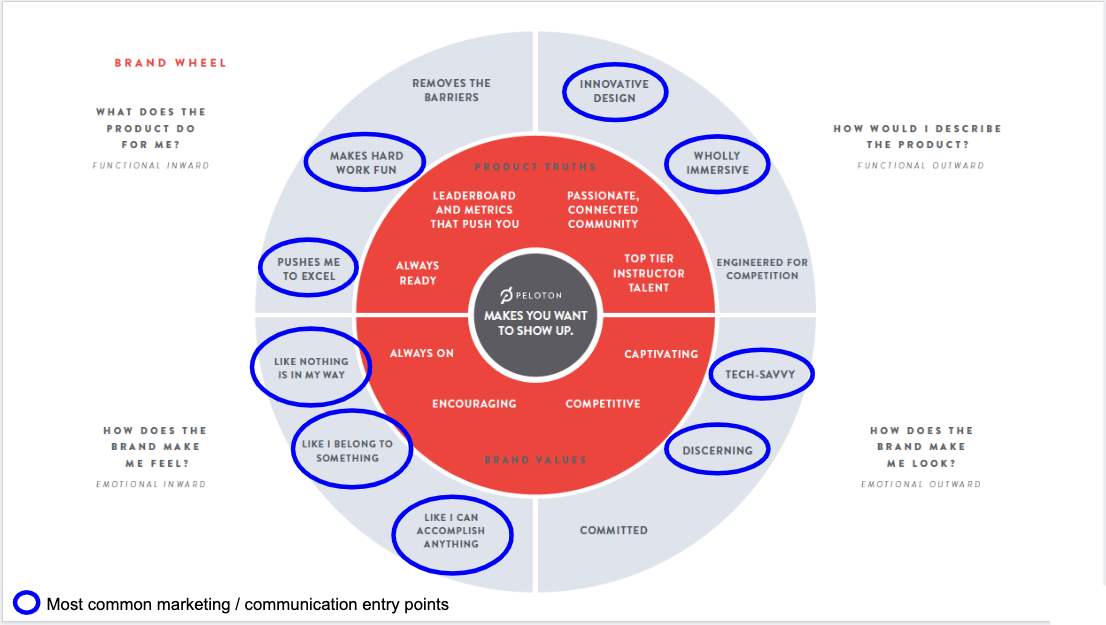 BRAND WHEEL
WHAT DOES THE
PRODUCT DO
FOR ME?
FUNCTIONAL INWARD
HOW WOULD I DESCRIBE
THE PRODUCT?
FUNCTIONAL OUTWARD
REMOVES THE
BARRIERS
MAKES HARD
WORK FUN
PUSHES ME
TO EXCEL
INNOVATIVE
DESIGN
WHOLLY
IMMERSIVE
ENGINEERED FOR
COMPETITION
PRODUCT TRUTHS
LEADERBOARD
AND METRICS
THAT PUSH YOU
PASSIONATE,
CONNECTED
COMMUNITY
ALWAYS
READY
TOP TIER
INSTRUCTOR
TALENT
PELOTON
MAKES YOU WANT
TO SHOW UP.
ALWAYS ON
CAPTIVATING
ENCOURAGING
COMPETITIVE
BRAND VALUES
HOW DOES THE
BRAND MAKE
ME FEEL?
EMOTIONAL INWARD
LIKE NOTHING
IS IN MY WAY
LIKE I BELONG TO
SOMETHING
LIKE I CAN
ACCOMPLISH
ANYTHING
TECH-SAVVY
DISCERNING
COMMITTED
HOW DOES THE
BRAND MAKE
ME LOOK?
EMOTIONAL OUTWARD
Most common marketing / communication entry points